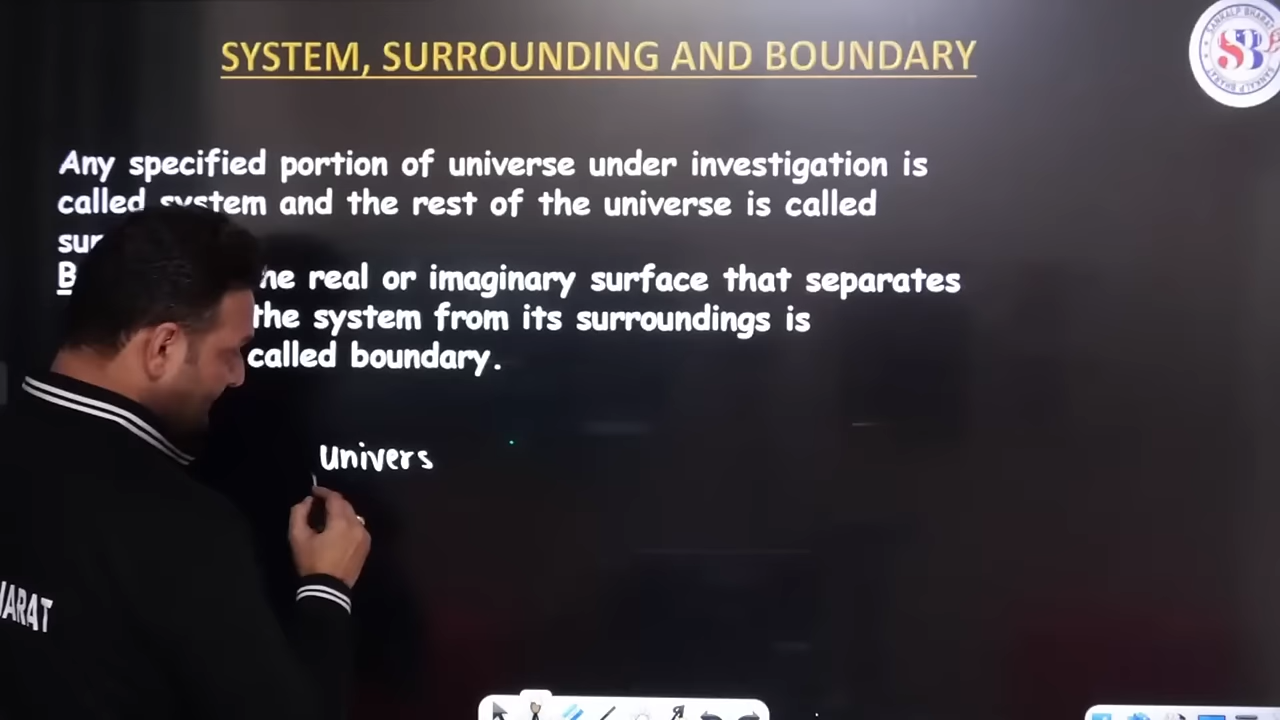 SYSTEM, SURROUNDING AND BOUNDARY
SB
Any specified portion of universe under investigation is
called system and the rest of the universe is called
he real or imaginary surface that separates
the system from its surroundings is
called boundary.
Univers